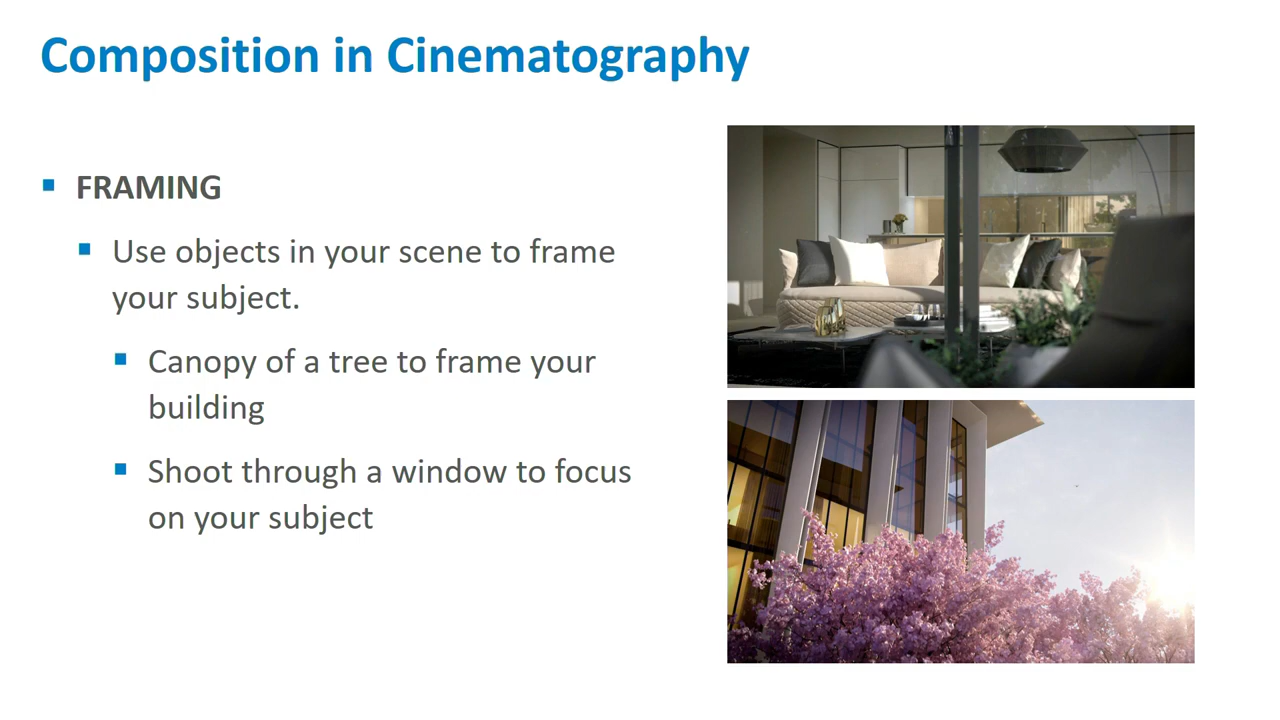 Composition in Cinematography
FRAMING
Use objects in your scene to frame
your subject.
Canopy of a tree to frame your
building
Shoot through a window to focus
on your subject